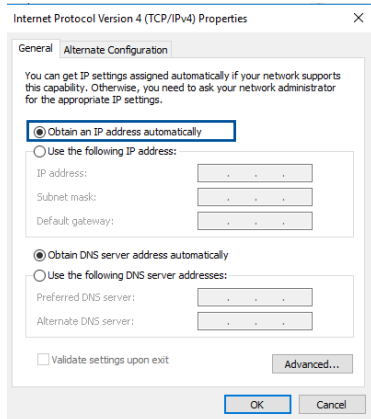 Internet Protocol Version 4 (TCP/IPv4) Properties
General
Alternate Configuration
You can get IP settings assigned automatically if your network supports
this capability. Otherwise, you need to ask your network administrator
for the appropriate IP settings.
Obtain an IP address automatically
Use the following IP address:
IP address:
Subnet mask:
Default gateway:
Obtain DNS server address automatically
Use the following DNS server addresses:
Preferred DNS server:
Alternate DNS server:
Validate settings upon exit
Advanced...
OK
Cancel